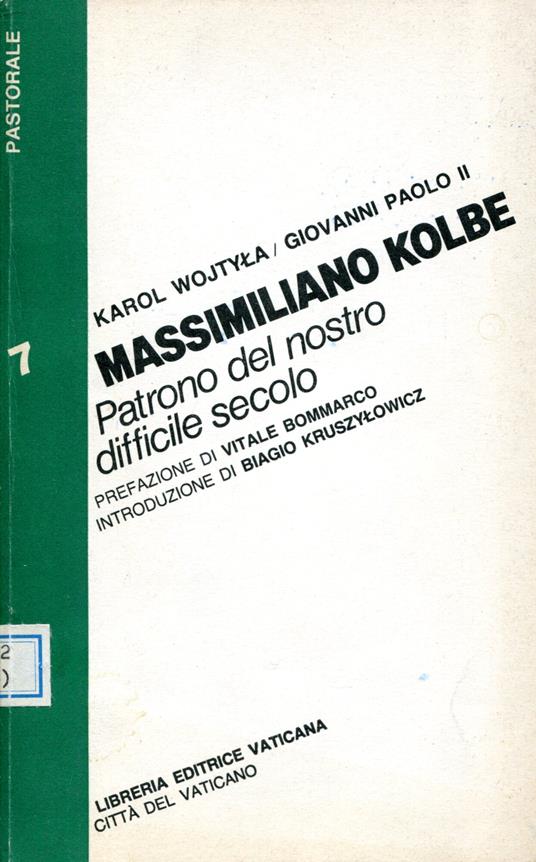 PASTORALE
7
KAROL WOJTYŁA / GIOVANNI PAOLO II
MASSIMILIANO KOLBE
Patrono del nostro
difficile secolo
PREFAZIONE DI VITALE BOMMARCO
INTRODUZIONE DI BIAGIO KRUSZYŁOWICZ
2
)
LIBRERIA EDITRICE VATICANA
CITTÀ DEL VATICANO